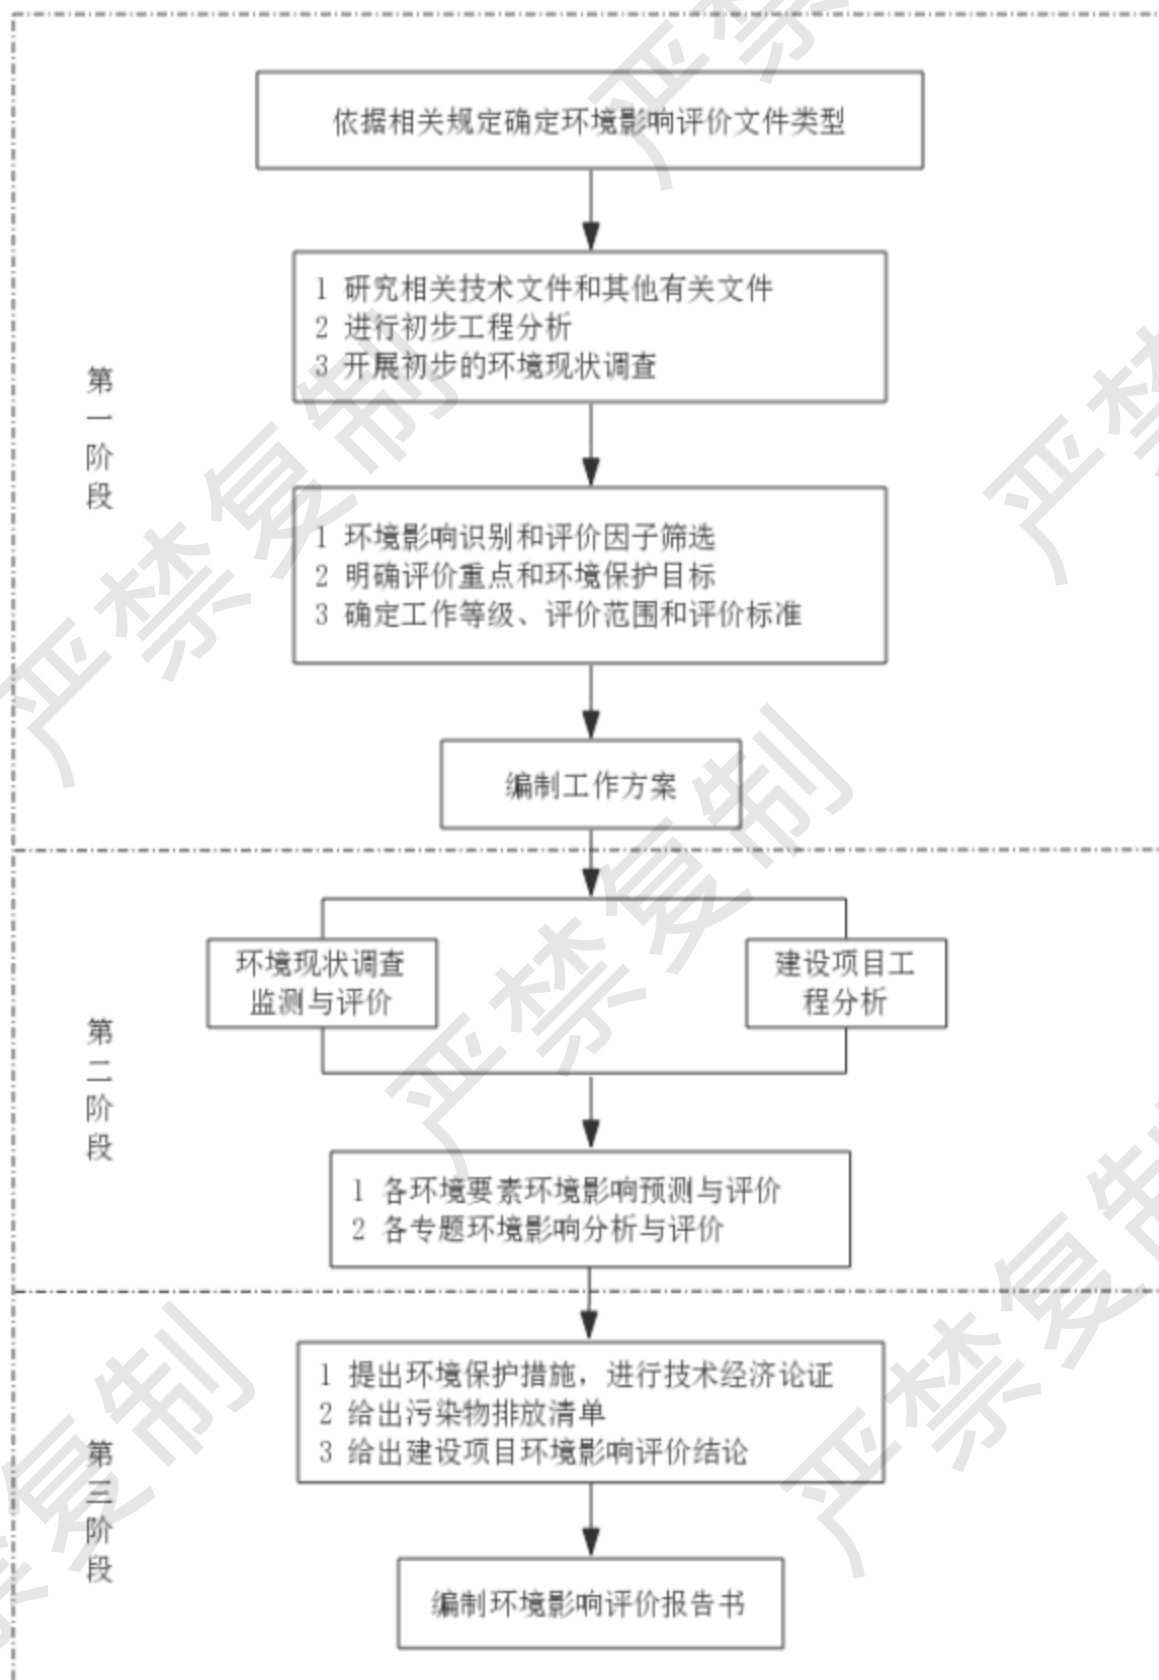 依据相关规定确定环境影响评价文件类型
1 研究相关技术文件和其他有关文件
2 进行初步工程分析
3 开展初步的环境现状调查
第一阶段
1 环境影响识别和评价因子筛选
2 明确评价重点和环境保护目标
3 确定工作等级、评价范围和评价标准
编制工作方案
环境现状调查
监测与评价
建设项目工
程分析
第二阶段
1 各环境要素环境影响预测与评价
2 各专题环境影响分析与评价
1 提出环境保护措施，进行技术经济论证
2 给出污染物排放清单
3 给出建设项目环境影响评价结论
第三阶段
编制环境影响评价报告书
严禁
严禁复制
严禁
严禁复制
严禁复制
禁复制